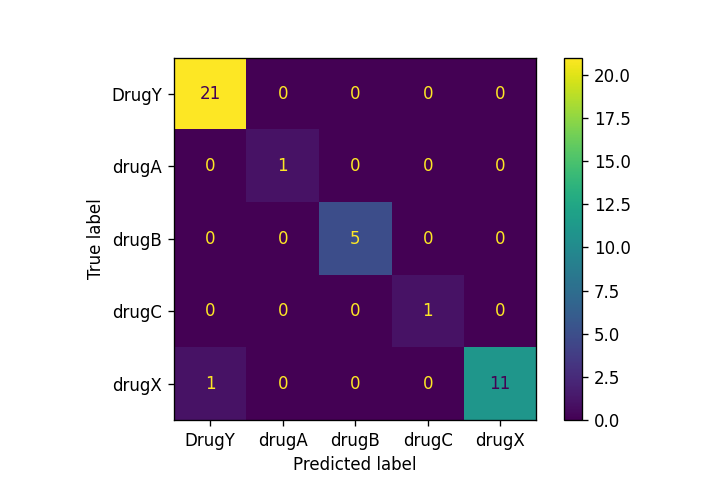 DrugY 21 0 0 0 0
drugA 0 1 0 0 0
drugB 0 0 5 0 0
drugC 0 0 0 1 0
drugX 1 0 0 0 11
DrugY drugA drugB drugC drugX
Predicted label
True label
20.0
17.5
15.0
12.5
10.0
7.5
5.0
2.5
0.0